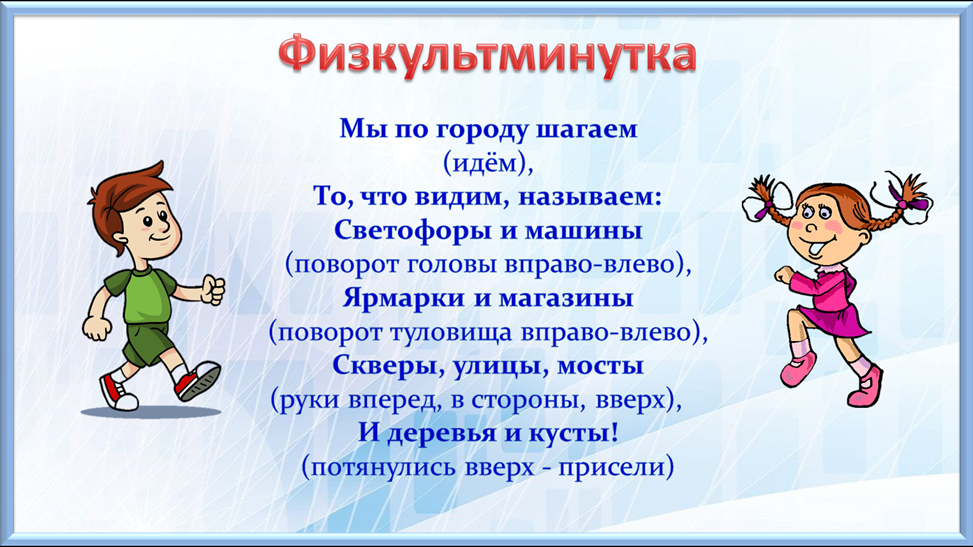 Физкультминутка
Мы по городу шагаем
(идём),
То, что видим, называем:
Светофоры и машины
(поворот головы вправо-влево),
Ярмарки и магазины
(поворот туловища вправо-влево),
Скверы, улицы, мосты
(руки вперед, в стороны, вверх),
И деревья и кусты!
(потянулись вверх - присели)